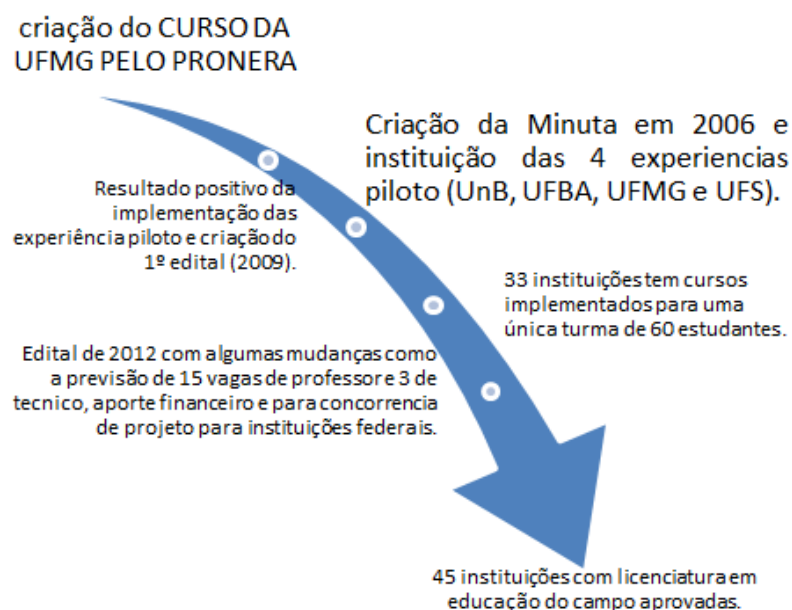 criação do CURSO DA
UFMG PELO PRONERA
Criação da Minuta em 2006 e
instituição das 4 experiencias
piloto (UnB, UFBA, UFMG e UFS).
Resultado positivo da
implementação das
experiência piloto e criação do
1º edital (2009).
33 instituições tem cursos
implementados para uma
única turma de 60 estudantes.
Edital de 2012 com algumas mudanças como
a previsão de 15 vagas de professor e 3 de
tecnico, aporte financeiro e para concorrencia
de projeto para instituições federais.
45 instituições com licenciatura em
educação do campo aprovadas.